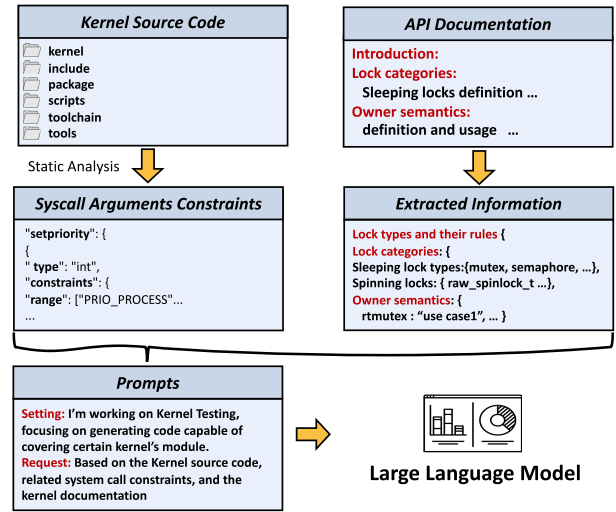 Kernel Source Code
kernel
include
package
scripts
toolchain
tools
API Documentation
Introduction:
Lock categories:
Sleeping locks definition ...
Owner semantics:
definition and usage ...
Static Analysis
Syscall Arguments Constraints
"setpriority": {
{
" type": "int",
"constraints": {
"range": ["PRIO_PROCESS"...
...
Extracted Information
Lock types and their rules {
Lock categories: {
Sleeping lock types:{mutex, semaphore, ...},
Spinning locks: { raw_spinlock_t ...},
Owner semantics: {
rtmutex : “use case1”, ... }
Prompts
Setting: I’m working on Kernel Testing,
focusing on generating code capable of
covering certain kernel’s module.
Request: Based on the Kernel source code,
related system call constraints, and the
kernel documentation
Large Language Model